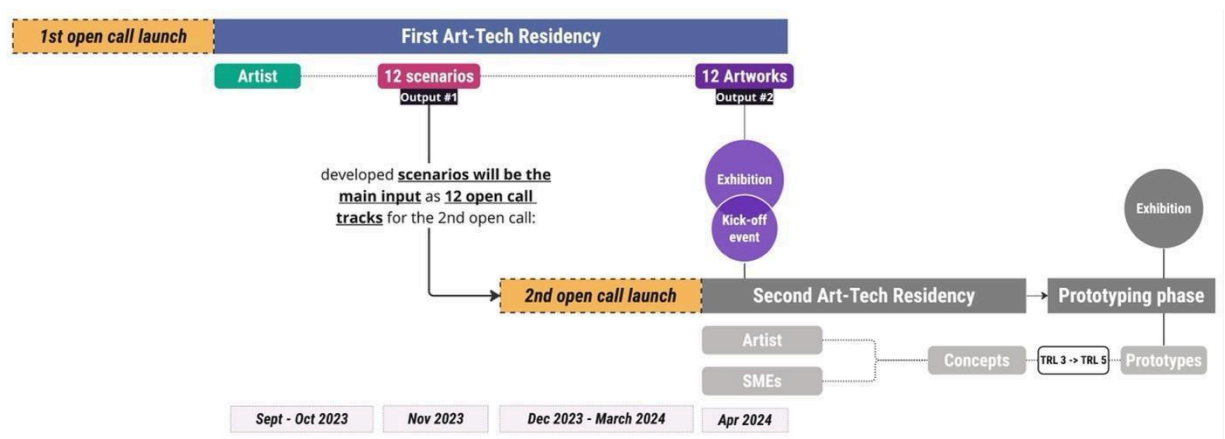 1st open call launch
First Art-Tech Residency
Artist
12 scenarios
12 Artworks
Output #1
Output #2
developed scenarios will be the
main input as 12 open call
tracks for the 2nd open call:
Exhibition
Kick-off
event
Exhibition
2nd open call launch
Second Art-Tech Residency
Prototyping phase
Artist
SMEs
Concepts
TRL 3 -> TRL 5
Prototypes
Sept - Oct 2023
Nov 2023
Dec 2023 - March 2024
Apr 2024